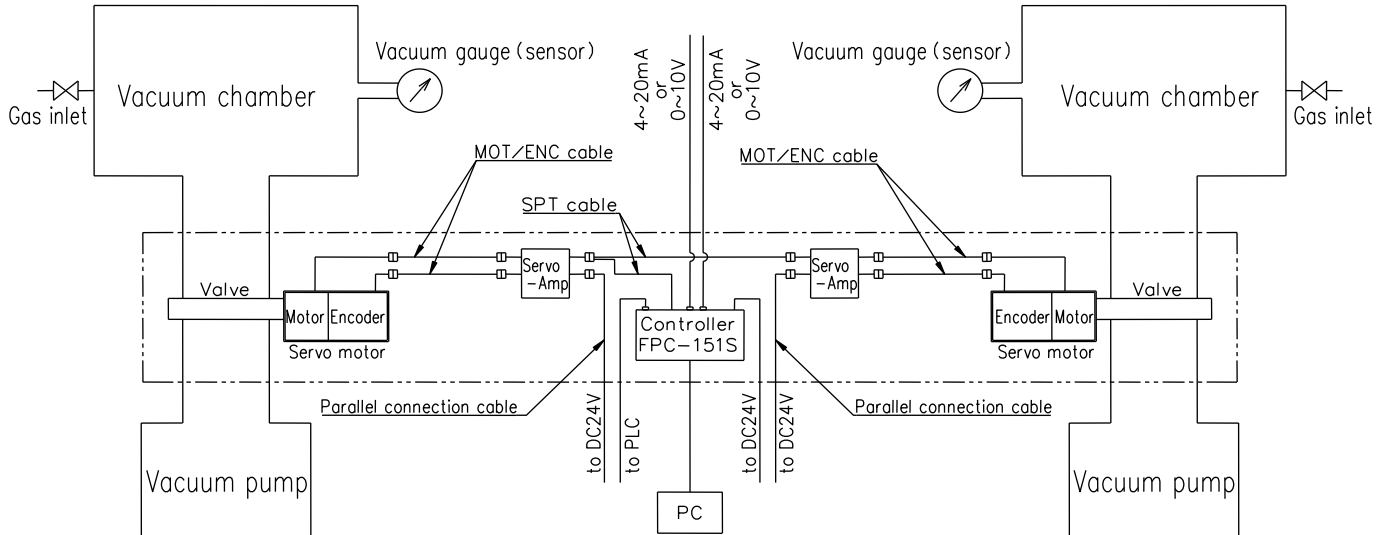 Vacuum gauge (sensor)
Vacuum gauge (sensor)
Vacuum chamber
Vacuum chamber
Gas inlet
Gas inlet
4~20mA
or
0~10V
4~20mA
or
0~10V
MOT/ENC cable
MOT/ENC cable
SPT cable
Servo
-Amp
Servo
-Amp
Valve
Valve
Motor
Encoder
Encoder
Motor
Servo motor
Servo motor
Controller
FPC-151S
Parallel connection cable
Parallel connection cable
to DC24V
to PLC
to DC24V
to DC24V
Vacuum pump
Vacuum pump
PC